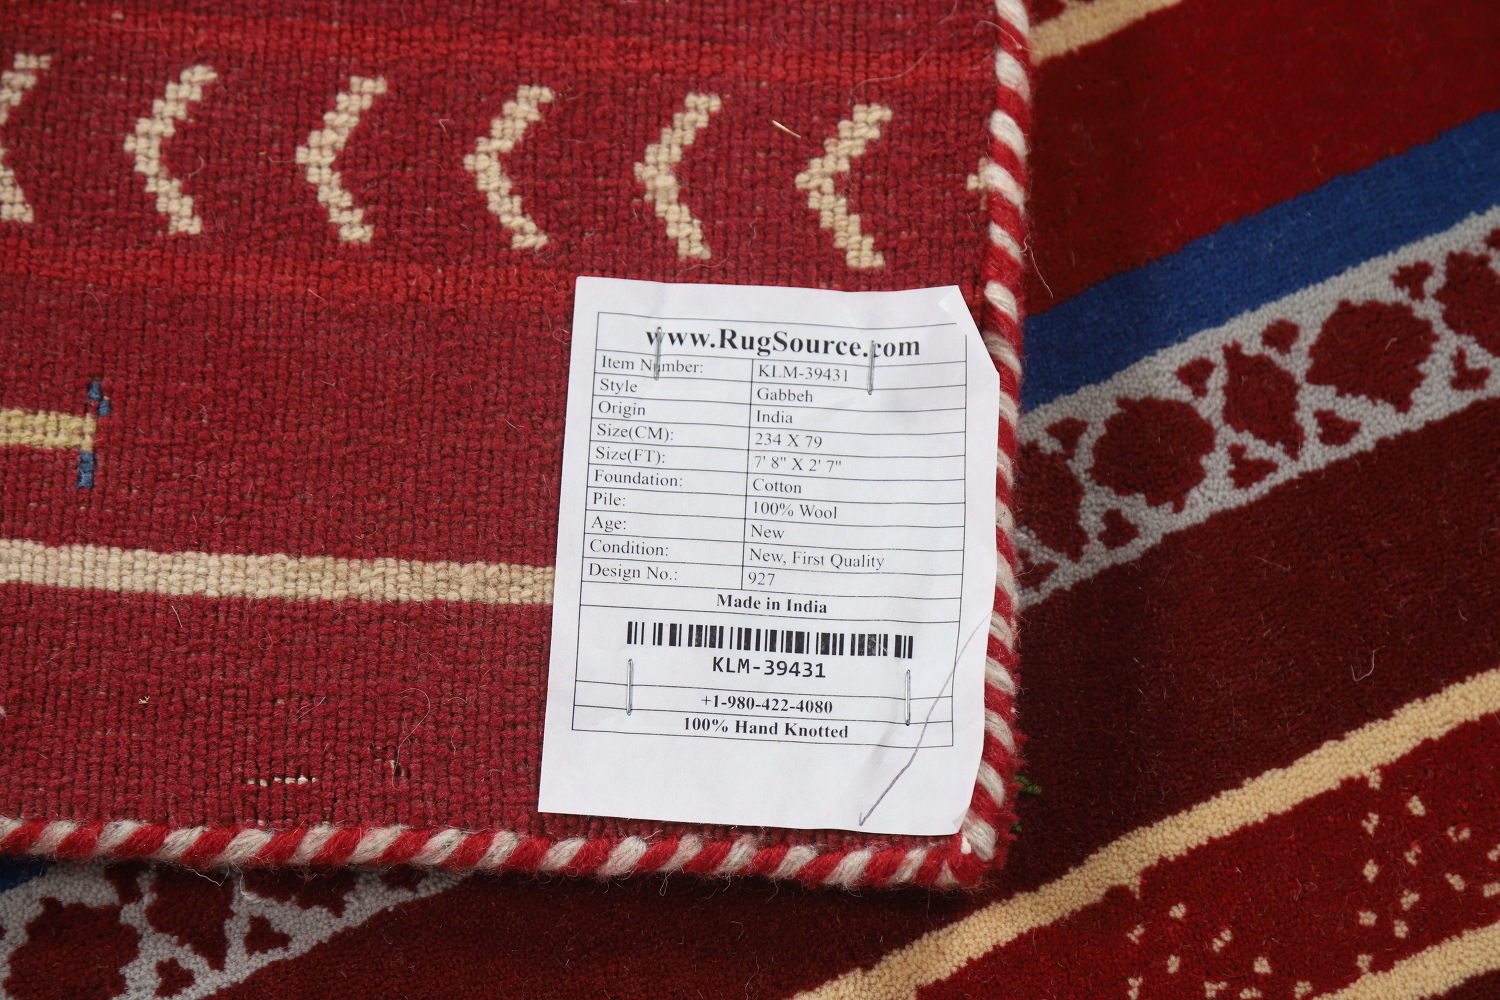 www.RugSource.com
Item Number: KLM-39431
Style Gabbeh
Origin India
Size(CM): 234 X 79
Size(FT): 7' 8" X 2' 7"
Foundation: Cotton
Pile: 100% Wool
Age: New
Condition: New, First Quality
Design No.: 927
Made in India
KLM-39431
+1-980-422-4080
100% Hand Knotted